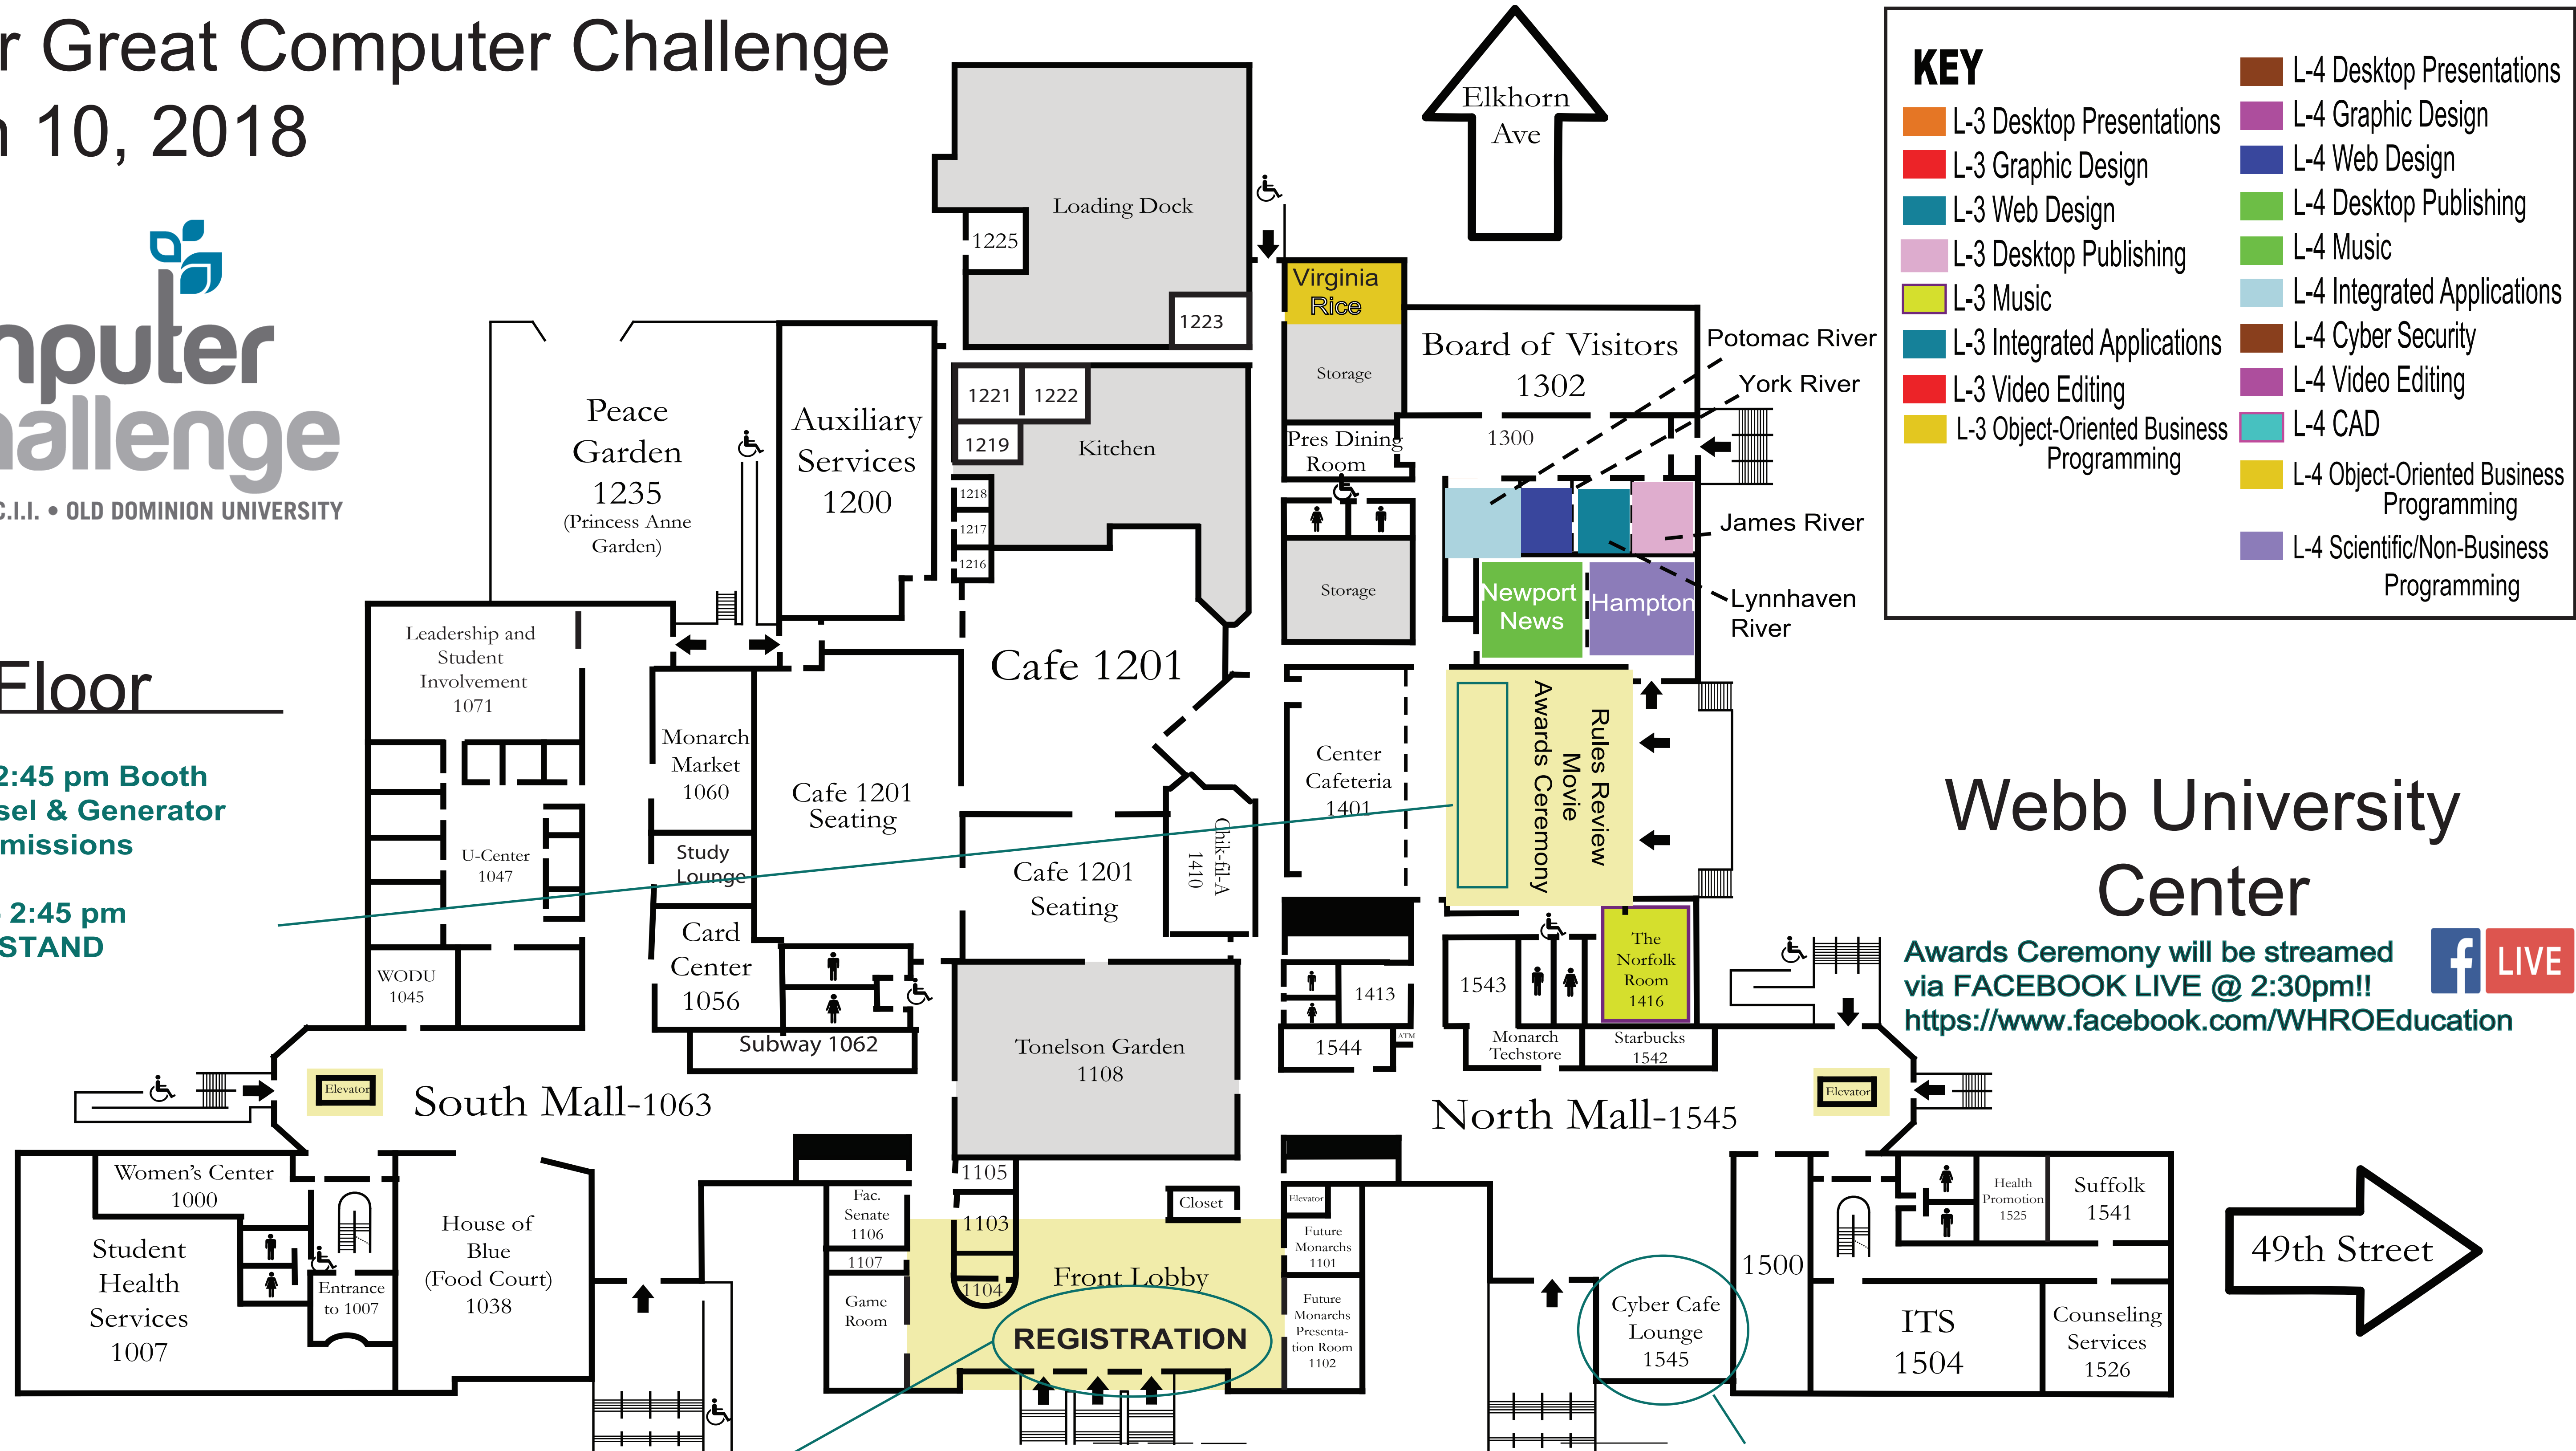 r Great Computer Challenge
10, 2018
mputer
hallenge
C.I.I. • OLD DOMINION UNIVERSITY
Floor
2:45 pm Booth
sel & Generator
missions
2:45 pm
STAND
Elkhorn
Ave
KEY
L-3 Desktop Presentations
L-3 Graphic Design
L-3 Web Design
L-3 Desktop Publishing
L-3 Music
L-3 Integrated Applications
L-3 Video Editing
L-3 Object-Oriented Business
Programming
L-4 Desktop Presentations
L-4 Graphic Design
L-4 Web Design
L-4 Desktop Publishing
L-4 Music
L-4 Integrated Applications
L-4 Cyber Security
L-4 Video Editing
L-4 CAD
L-4 Object-Oriented Business
Programming
L-4 Scientific/Non-Business
Programming
Loading Dock
1225
1223
Virginia
Rice
Storage
Board of Visitors
1302
Potomac River
York River
James River
Lynnhaven
River
Pres Dining
Room
1300
Peace
Garden
1235
(Princess Anne
Garden)
Auxiliary
Services
1200
1221
1222
1219
Kitchen
1218
1217
1216
Storage
Newport
News
Hampton
Leadership and
Student
Involvement
1071
Cafe 1201
Monarch
Market
1060
Cafe 1201
Seating
Center
Cafeteria
1401
Rules Review
Movie
Awards Ceremony
Chik-fil-A
1410
Cafe 1201
Seating
Study
Lounge
U-Center
1047
WODU
1045
Card
Center
1056
Subway 1062
Tonelson Garden
1108
1413
1544
ATM
1543
The
Norfolk
Room
1416
Monarch
Techstore
Starbucks
1542
Webb University
Center
Awards Ceremony will be streamed
via FACEBOOK LIVE @ 2:30pm!!
https://www.facebook.com/WHROEducation
f
LIVE
Elevator
South Mall-1063
North Mall-1545
Elevator
Women's Center
1000
Student
Health
Services
1007
Entrance
to 1007
House of
Blue
(Food Court)
1038
Fac.
Senate
1106
1107
Game
Room
1105
1103
1104
Closet
Front Lobby
REGISTRATION
Elevator
Future
Monarchs
1101
Future
Monarchs
Presenta-
tion Room
1102
Cyber Cafe
Lounge
1545
1500
ITS
1504
Health
Promotion
1525
Suffolk
1541
Counseling
Services
1526
49th Street